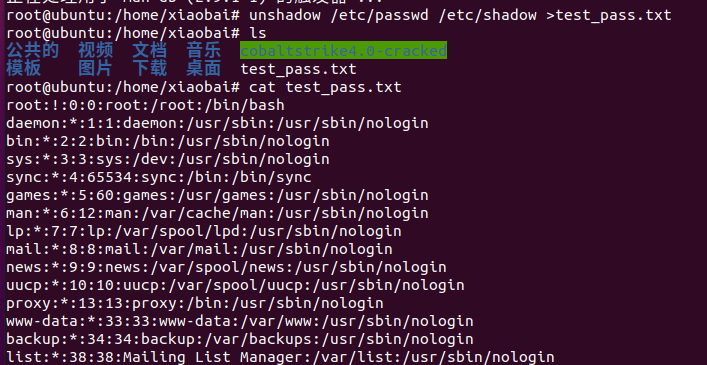 root@ubuntu:/home/xiaobai# unshadow /etc/passwd /etc/shadow >test_pass.txt
root@ubuntu:/home/xiaobai# ls
公共的 视频 文档 音乐 cobaltstrike4.0-cracked
模板 图片 下载 桌面 test_pass.txt
root@ubuntu:/home/xiaobai# cat test_pass.txt
root:!:0:0:root:/root:/bin/bash
daemon:*:1:1:daemon:/usr/sbin:/usr/sbin/nologin
bin:*:2:2:bin:/bin:/usr/sbin/nologin
sys:*:3:3:sys:/dev:/usr/sbin/nologin
sync:*:4:65534:sync:/bin:/bin/sync
games:*:5:60:games:/usr/games:/usr/sbin/nologin
man:*:6:12:man:/var/cache/man:/usr/sbin/nologin
lp:*:7:7:lp:/var/spool/lpd:/usr/sbin/nologin
mail:*:8:8:mail:/var/mail:/usr/sbin/nologin
news:*:9:9:news:/var/spool/news:/usr/sbin/nologin
uucp:*:10:10:uucp:/var/spool/uucp:/usr/sbin/nologin
proxy:*:13:13:proxy:/bin:/usr/sbin/nologin
www-data:*:33:33:www-data:/var/www:/usr/sbin/nologin
backup:*:34:34:backup:/var/backups:/usr/sbin/nologin
list:*:38:38:Mailing List Manager:/var/list:/usr/sbin/nologin